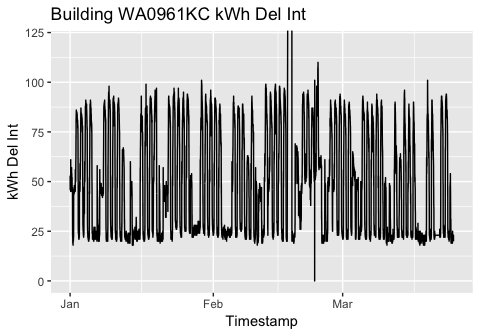 Building WA0961KC kWh Del Int
125
100
75
50
25
0
kWh Del Int
Jan
Feb
Mar
Timestamp